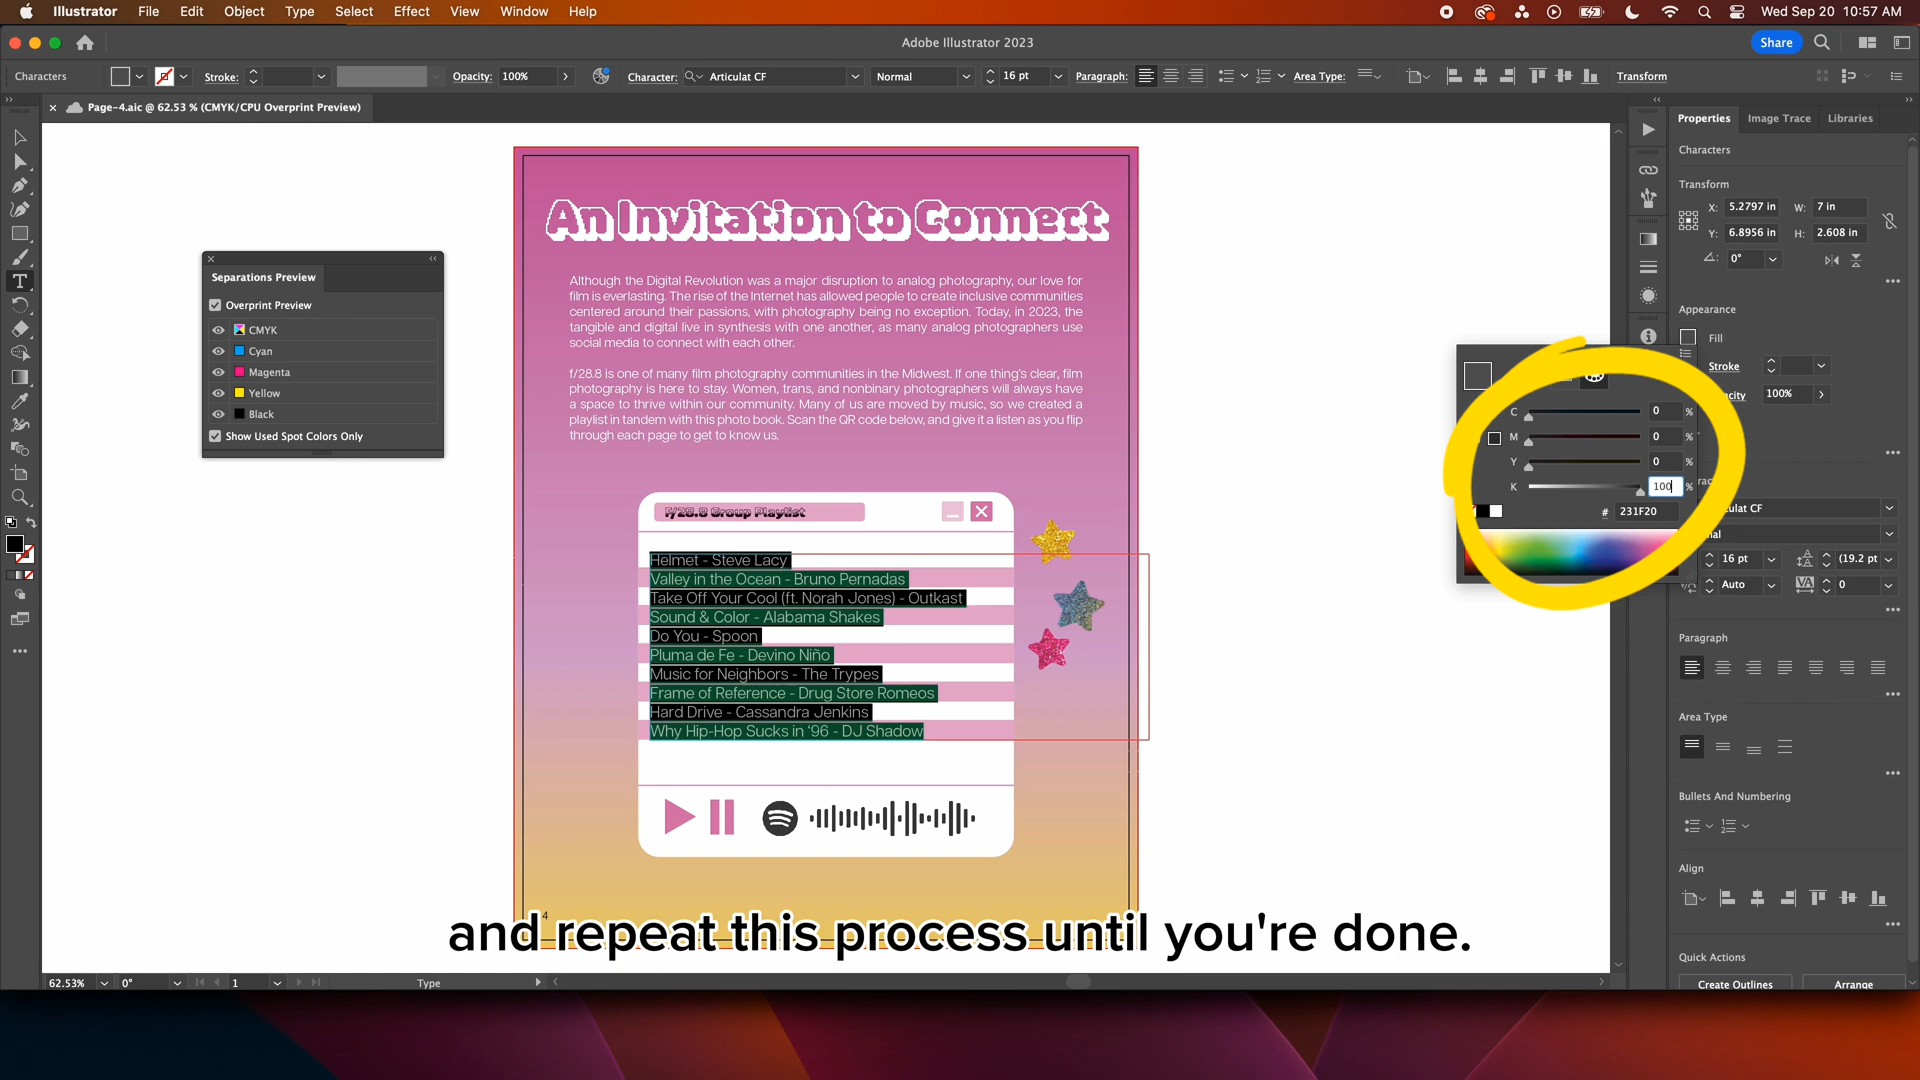 Illustrator File Edit Object Type Select Effect View Window Help
Wed Sep 20 10:57 AM
Adobe Illustrator 2023
Share
Characters
Stroke:
Opacity: 100%
Character: Articulat CF
Normal
16 pt
Paragraph:
Area Type:
Transform
× Page-4.aic @ 62.53 % (CMYK/CPU Overprint Preview)
Properties Image Trace Libraries
Characters
Transform
X: 5.2797 in W: 7 in
Y: 6.8956 in H: 2.608 in
0°
Appearance
Fill
Stroke
100%
Separations Preview
Overprint Preview
CMYK
Cyan
Magenta
Yellow
Black
Show Used Spot Colors Only
An Invitation to Connect
Although the Digital Revolution was a major disruption to analog photography, our love for
film is everlasting. The rise of the Internet has allowed people to create inclusive communities
centered around their passions, with photography being no exception. Today, in 2023, the
tangible and digital live in synthesis with one another, as many analog photographers use
social media to connect with each other.
f/28.8 is one of many film photography communities in the Midwest. If one thing's clear, film
photography is here to stay. Women, trans, and nonbinary photographers will always have
a space to thrive within our community. Many of us are moved by music, so we created a
playlist in tandem with this photo book. Scan the QR code below, and give it a listen as you flip
through each page to get to know us.
F/28.8 Group Playlist
Helmet - Steve Lacy
Valley in the Ocean - Bruno Pernadas
Take Off Your Cool (ft. Norah Jones) - Outkast
Sound & Color - Alabama Shakes
Do You - Spoon
Pluma de Fe - Devino Niño
Music for Neighbors - The Trypes
Frame of Reference - Drug Store Romeos
Hard Drive - Cassandra Jenkins
Why Hip-Hop Sucks in '96 - DJ Shadow
4
C 0 %
M 0 %
Y 0 %
K 100 %
# 231F20
16 pt (19.2 pt
Auto 0
Paragraph
Area Type
Bullets And Numbering
Align
Quick Actions
Create Outlines Arrange
and repeat this process until you're done.
62.53% 0° 1 Type